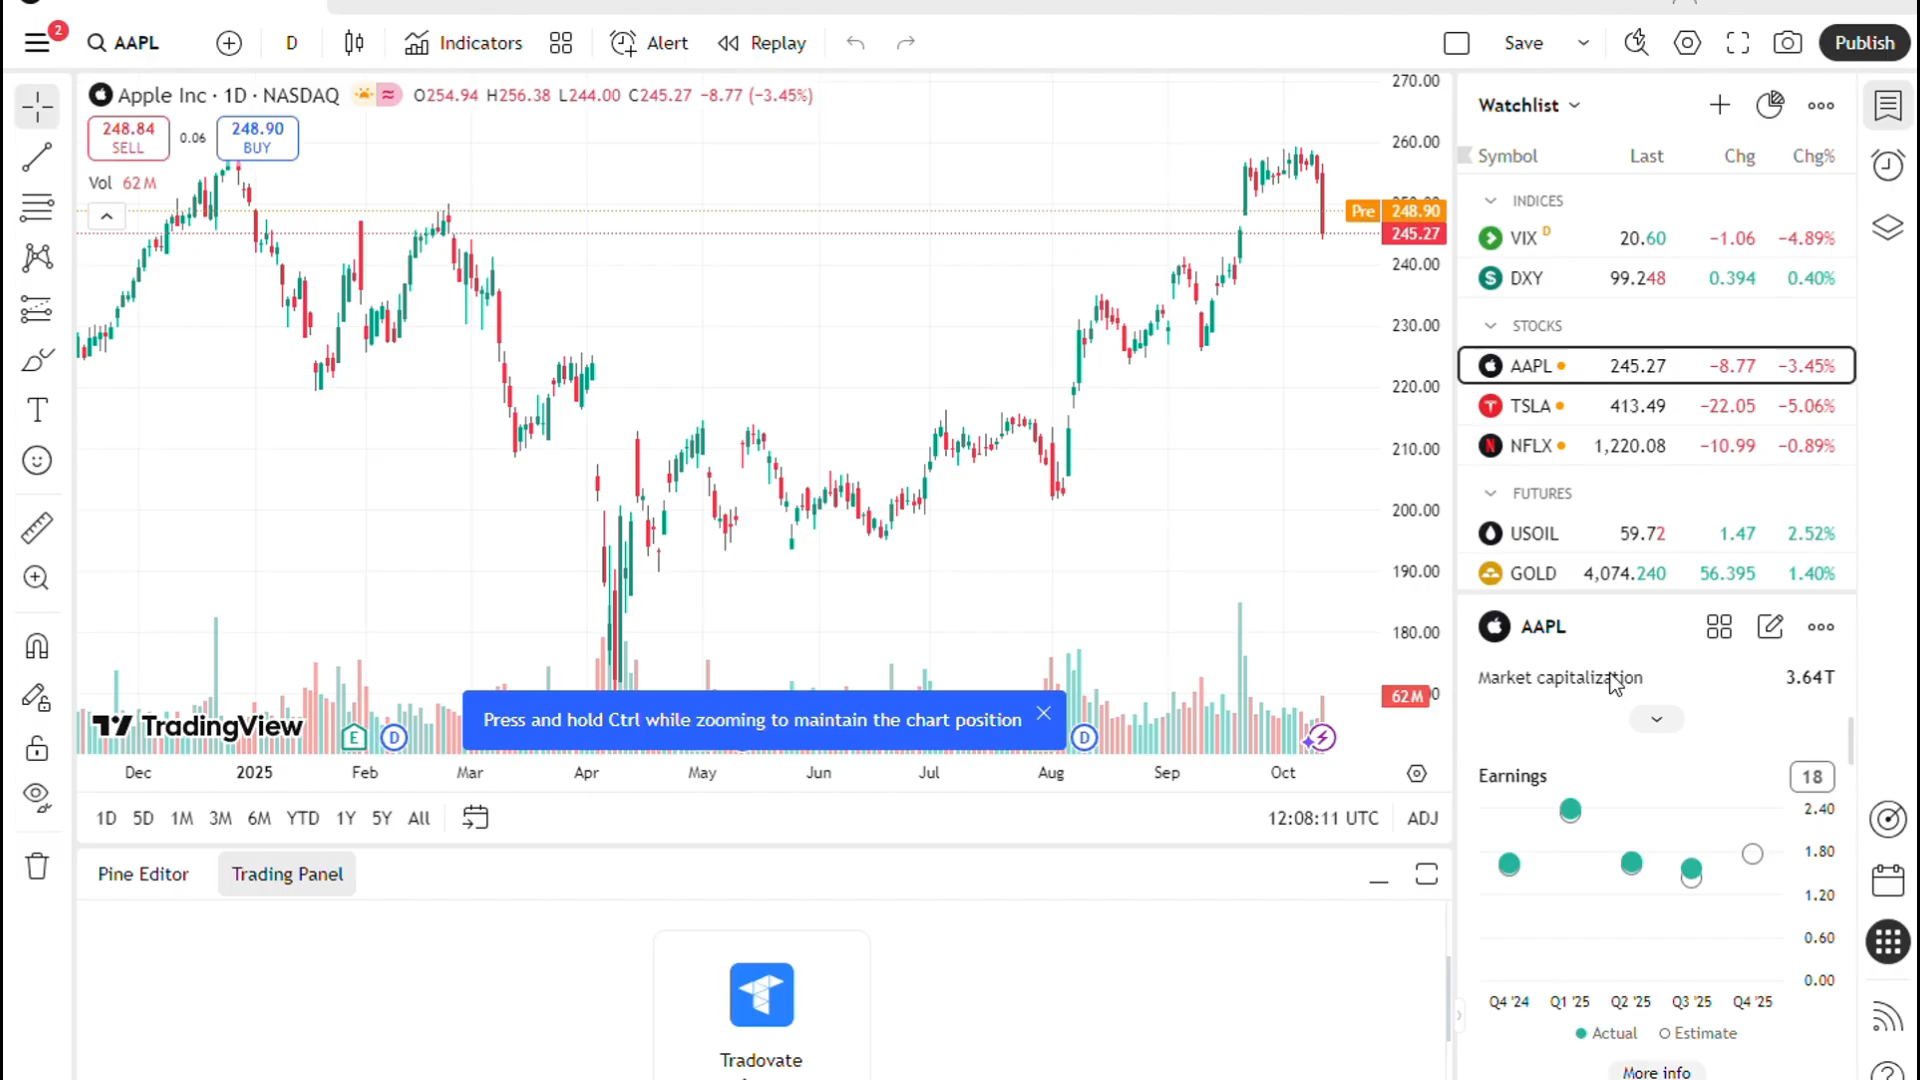 2
AAPL
D
Indicators
Alert
Replay
Save
Publish
Apple Inc · 1D · NASDAQ
≈
O254.94 H256.38 L244.00 C245.27 −8.77 (−3.45%)
248.84
SELL
0.06
248.90
BUY
Vol 62 M
270.00
260.00
Pre 248.90
245.27
240.00
230.00
220.00
210.00
200.00
190.00
180.00
62 M
TradingView
E
D
Press and hold Ctrl while zooming to maintain the chart position
D
Dec
2025
Feb
Mar
Apr
May
Jun
Jul
Aug
Sep
Oct
1D 5D 1M 3M 6M YTD 1Y 5Y All
12:08:11 UTC
ADJ
Pine Editor
Trading Panel
Tradovate
Watchlist
Symbol Last Chg Chg%
INDICES
VIX D 20.60 −1.06 −4.89%
DXY 99.248 0.394 0.40%
STOCKS
AAPL 245.27 −8.77 −3.45%
TSLA 413.49 −22.05 −5.06%
NFLX 1,220.08 −10.99 −0.89%
FUTURES
USOIL 59.72 1.47 2.52%
GOLD 4,074.240 56.395 1.40%
AAPL
Market capitalization 3.64 T
Earnings 18
2.40
1.80
1.20
0.60
0.00
Q4 '24 Q1 '25 Q2 '25 Q3 '25 Q4 '25
Actual Estimate
More info